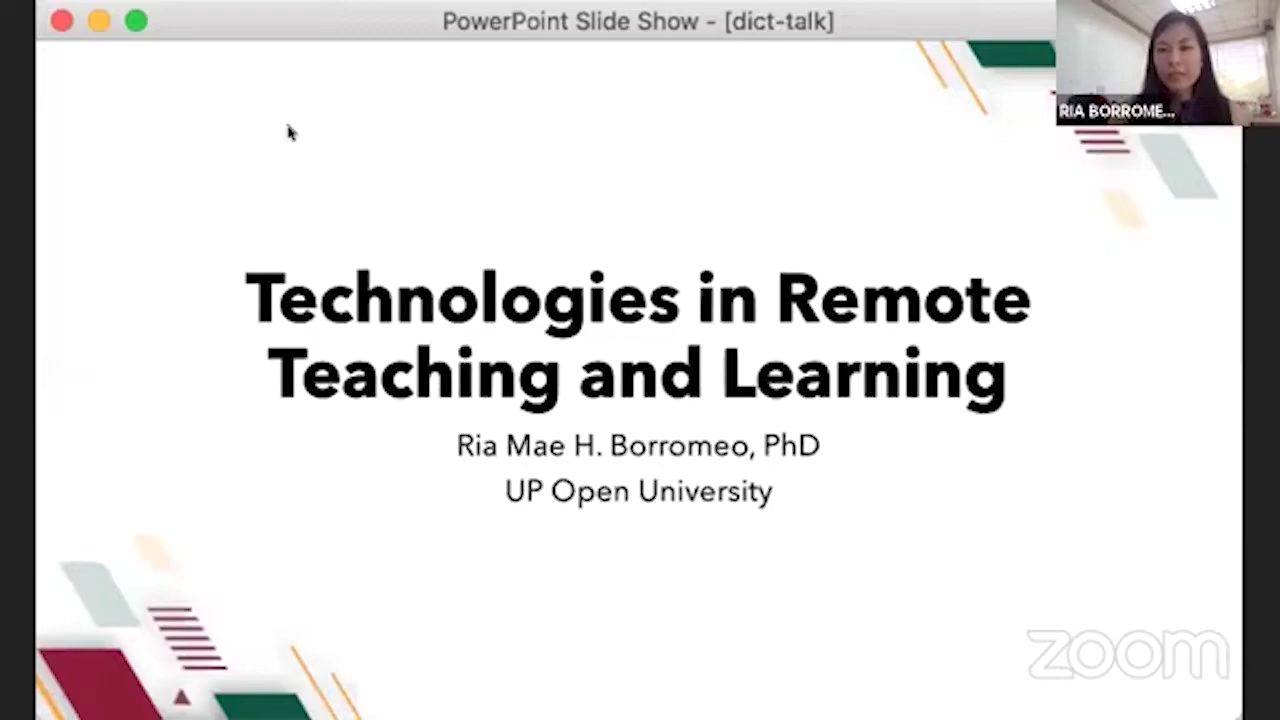 PowerPoint Slide Show - [dict-talk]
RIA BORROME...
Technologies in Remote
Teaching and Learning
Ria Mae H. Borromeo, PhD
UP Open University
zoom